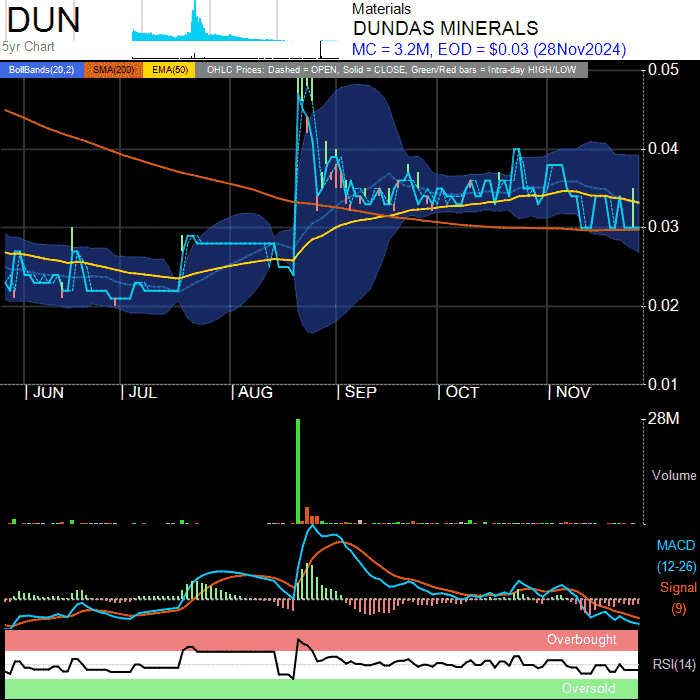 DUN
5yr Chart
Materials
DUNDAS MINERALS
MC = 3.2M, EOD = $0.03 (28Nov2024)
BollBands(20,2) SMA(200) EMA(50) OHLC Prices: Dashed = OPEN, Solid = CLOSE, Green/Red bars = Intra-day HIGH/LOW
0.05
0.04
0.03
0.02
0.01
JUN JUL AUG SEP OCT NOV
28M
Volume
MACD
(12-26)
Signal
(9)
Overbought
RSI(14)
Oversold